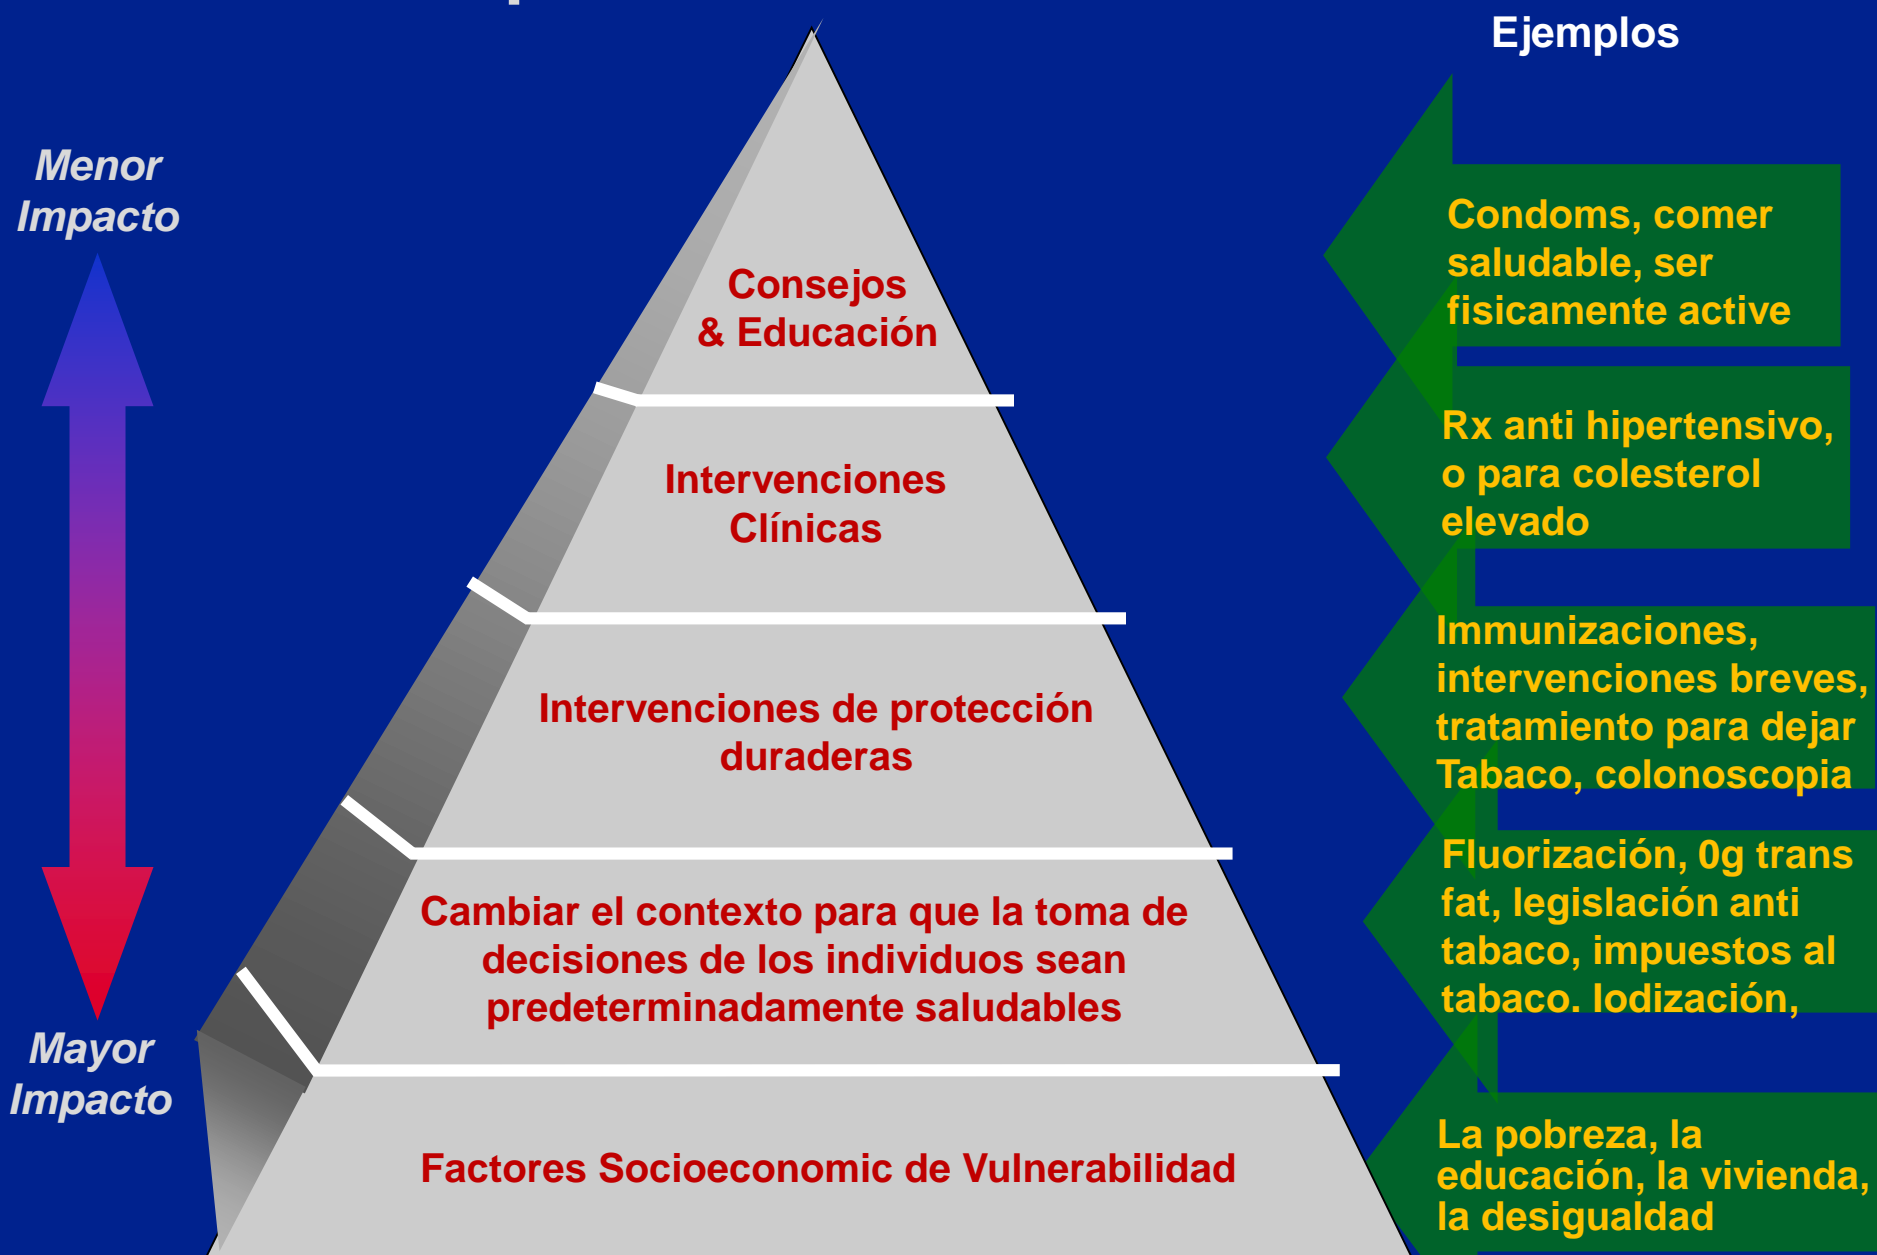 Ejemplos
Menor
Impacto
Condoms, comer
saludable, ser
fisicamente active
Consejos
& Educación
Rx anti hipertensivo,
o para colesterol
elevado
Intervenciones
Clínicas
Immunizaciones,
intervenciones breves,
tratamiento para dejar
Tabaco, colonoscopia
Intervenciones de protección
duraderas
Fluorización, 0g trans
fat, legislación anti
tabaco, impuestos al
tabaco. Iodización,
Cambiar el contexto para que la toma de
decisiones de los individuos sean
predeterminadamente saludables
Mayor
Impacto
La pobreza, la
educación, la vivienda,
la desigualdad
Factores Socioeconomic de Vulnerabilidad